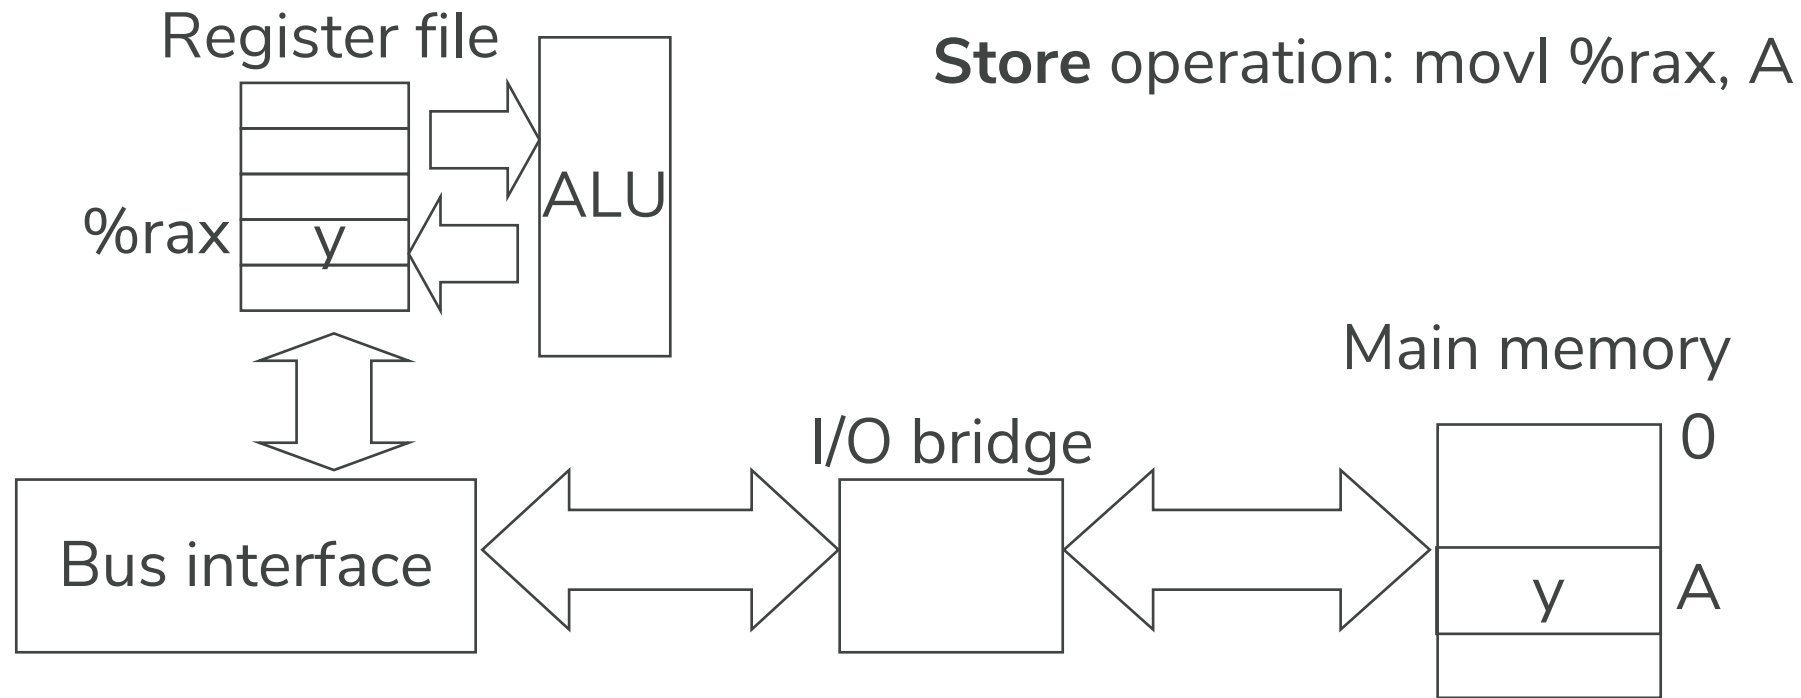 Register file
Store operation: movl %rax, A
ALU
%rax
y
Main memory
I/O bridge
0
Bus interface
y
A